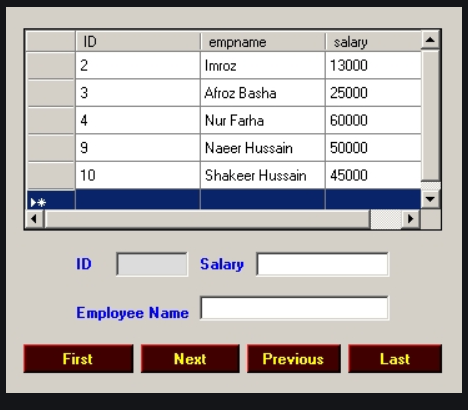 ID empname salary
2 Imroz 13000
3 Afroz Basha 25000
4 Nur Farha 60000
9 Naeer Hussain 50000
10 Shakeer Hussain 45000
ID Salary
Employee Name
First Next Previous Last